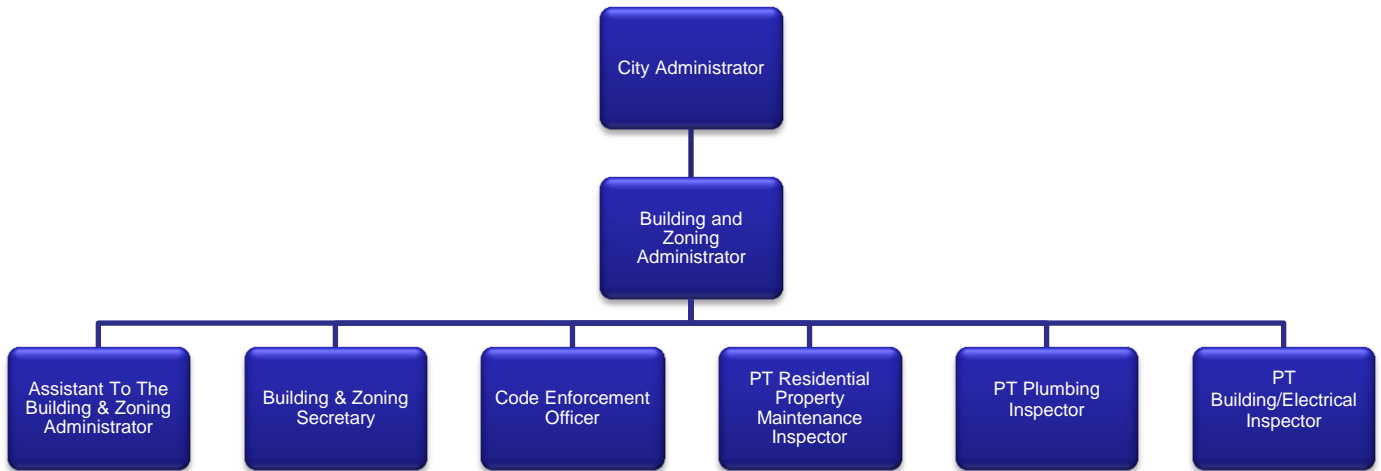 City Administrator
Building and
Zoning
Administrator
Assistant To The
Building & Zoning
Administrator
Building & Zoning
Secretary
Code Enforcement
Officer
PT Residential
Property
Maintenance
Inspector
PT Plumbing
Inspector
PT
Building/Electrical
Inspector